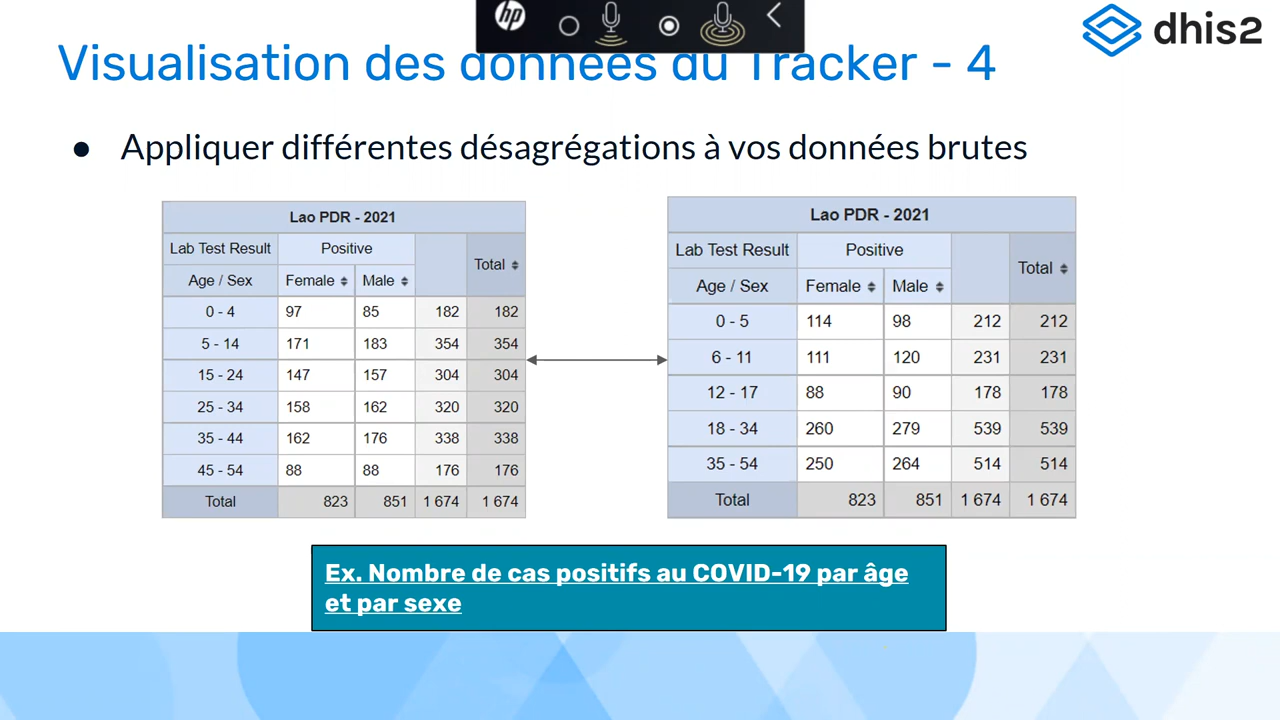 hp
dhis2
Visualisation des données du Tracker - 4
● Appliquer différentes désagrégations à vos données brutes
Lao PDR - 2021
Lab Test Result Positive Total
Age / Sex Female Male
0 - 4 97 85 182 182
5 - 14 171 183 354 354
15 - 24 147 157 304 304
25 - 34 158 162 320 320
35 - 44 162 176 338 338
45 - 54 88 88 176 176
Total 823 851 1 674 1 674
Lao PDR - 2021
Lab Test Result Positive Total
Age / Sex Female Male
0 - 5 114 98 212 212
6 - 11 111 120 231 231
12 - 17 88 90 178 178
18 - 34 260 279 539 539
35 - 54 250 264 514 514
Total 823 851 1 674 1 674
Ex. Nombre de cas positifs au COVID-19 par âge
et par sexe